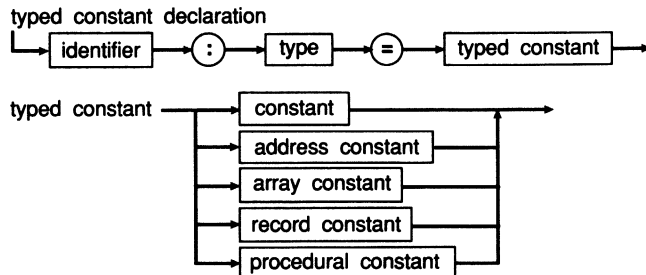 typed constant declaration
identifier : type = typed constant
typed constant constant
address constant
array constant
record constant
procedural constant